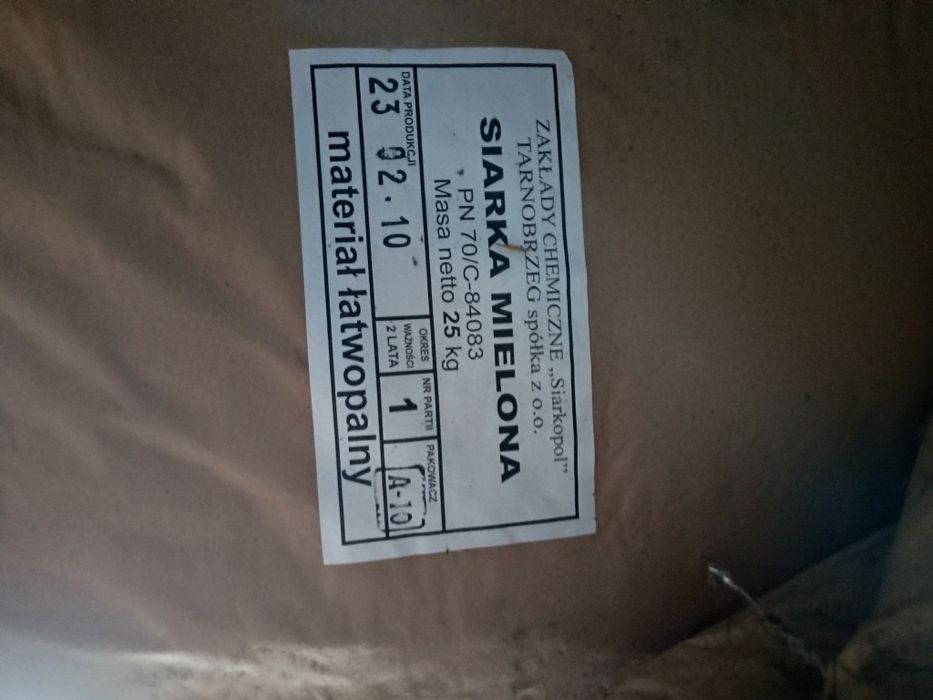 ZAKŁADY CHEMICZNE „Siarkopol”
TARNOBRZEG spółka z o.o.
SIARKA MIELONA
PN 70/C-84083
Masa netto 25 kg
DATA PRODUKCJI
23 02.10
OKRES
WAŻNOŚCI
2 LATA
NR PARTII
1
PAKOWACZ
A-10
materiał łatwopalny